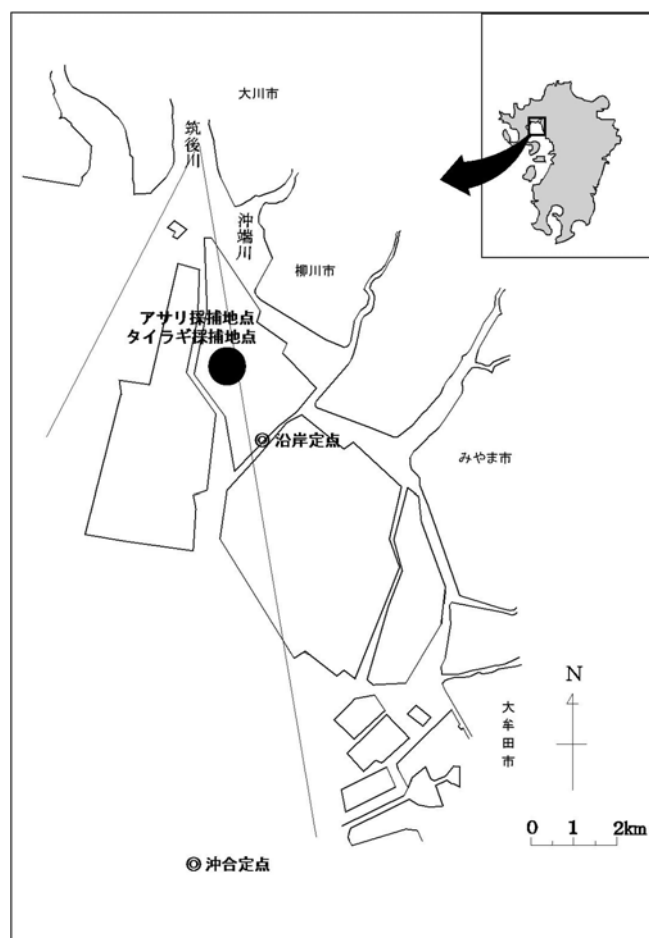 大川市
筑後川
沖端川
柳川市
アサリ採捕地点
タイラギ採捕地点
沿岸定点
みやま市
N
大牟田市
0 1 2km
沖合定点